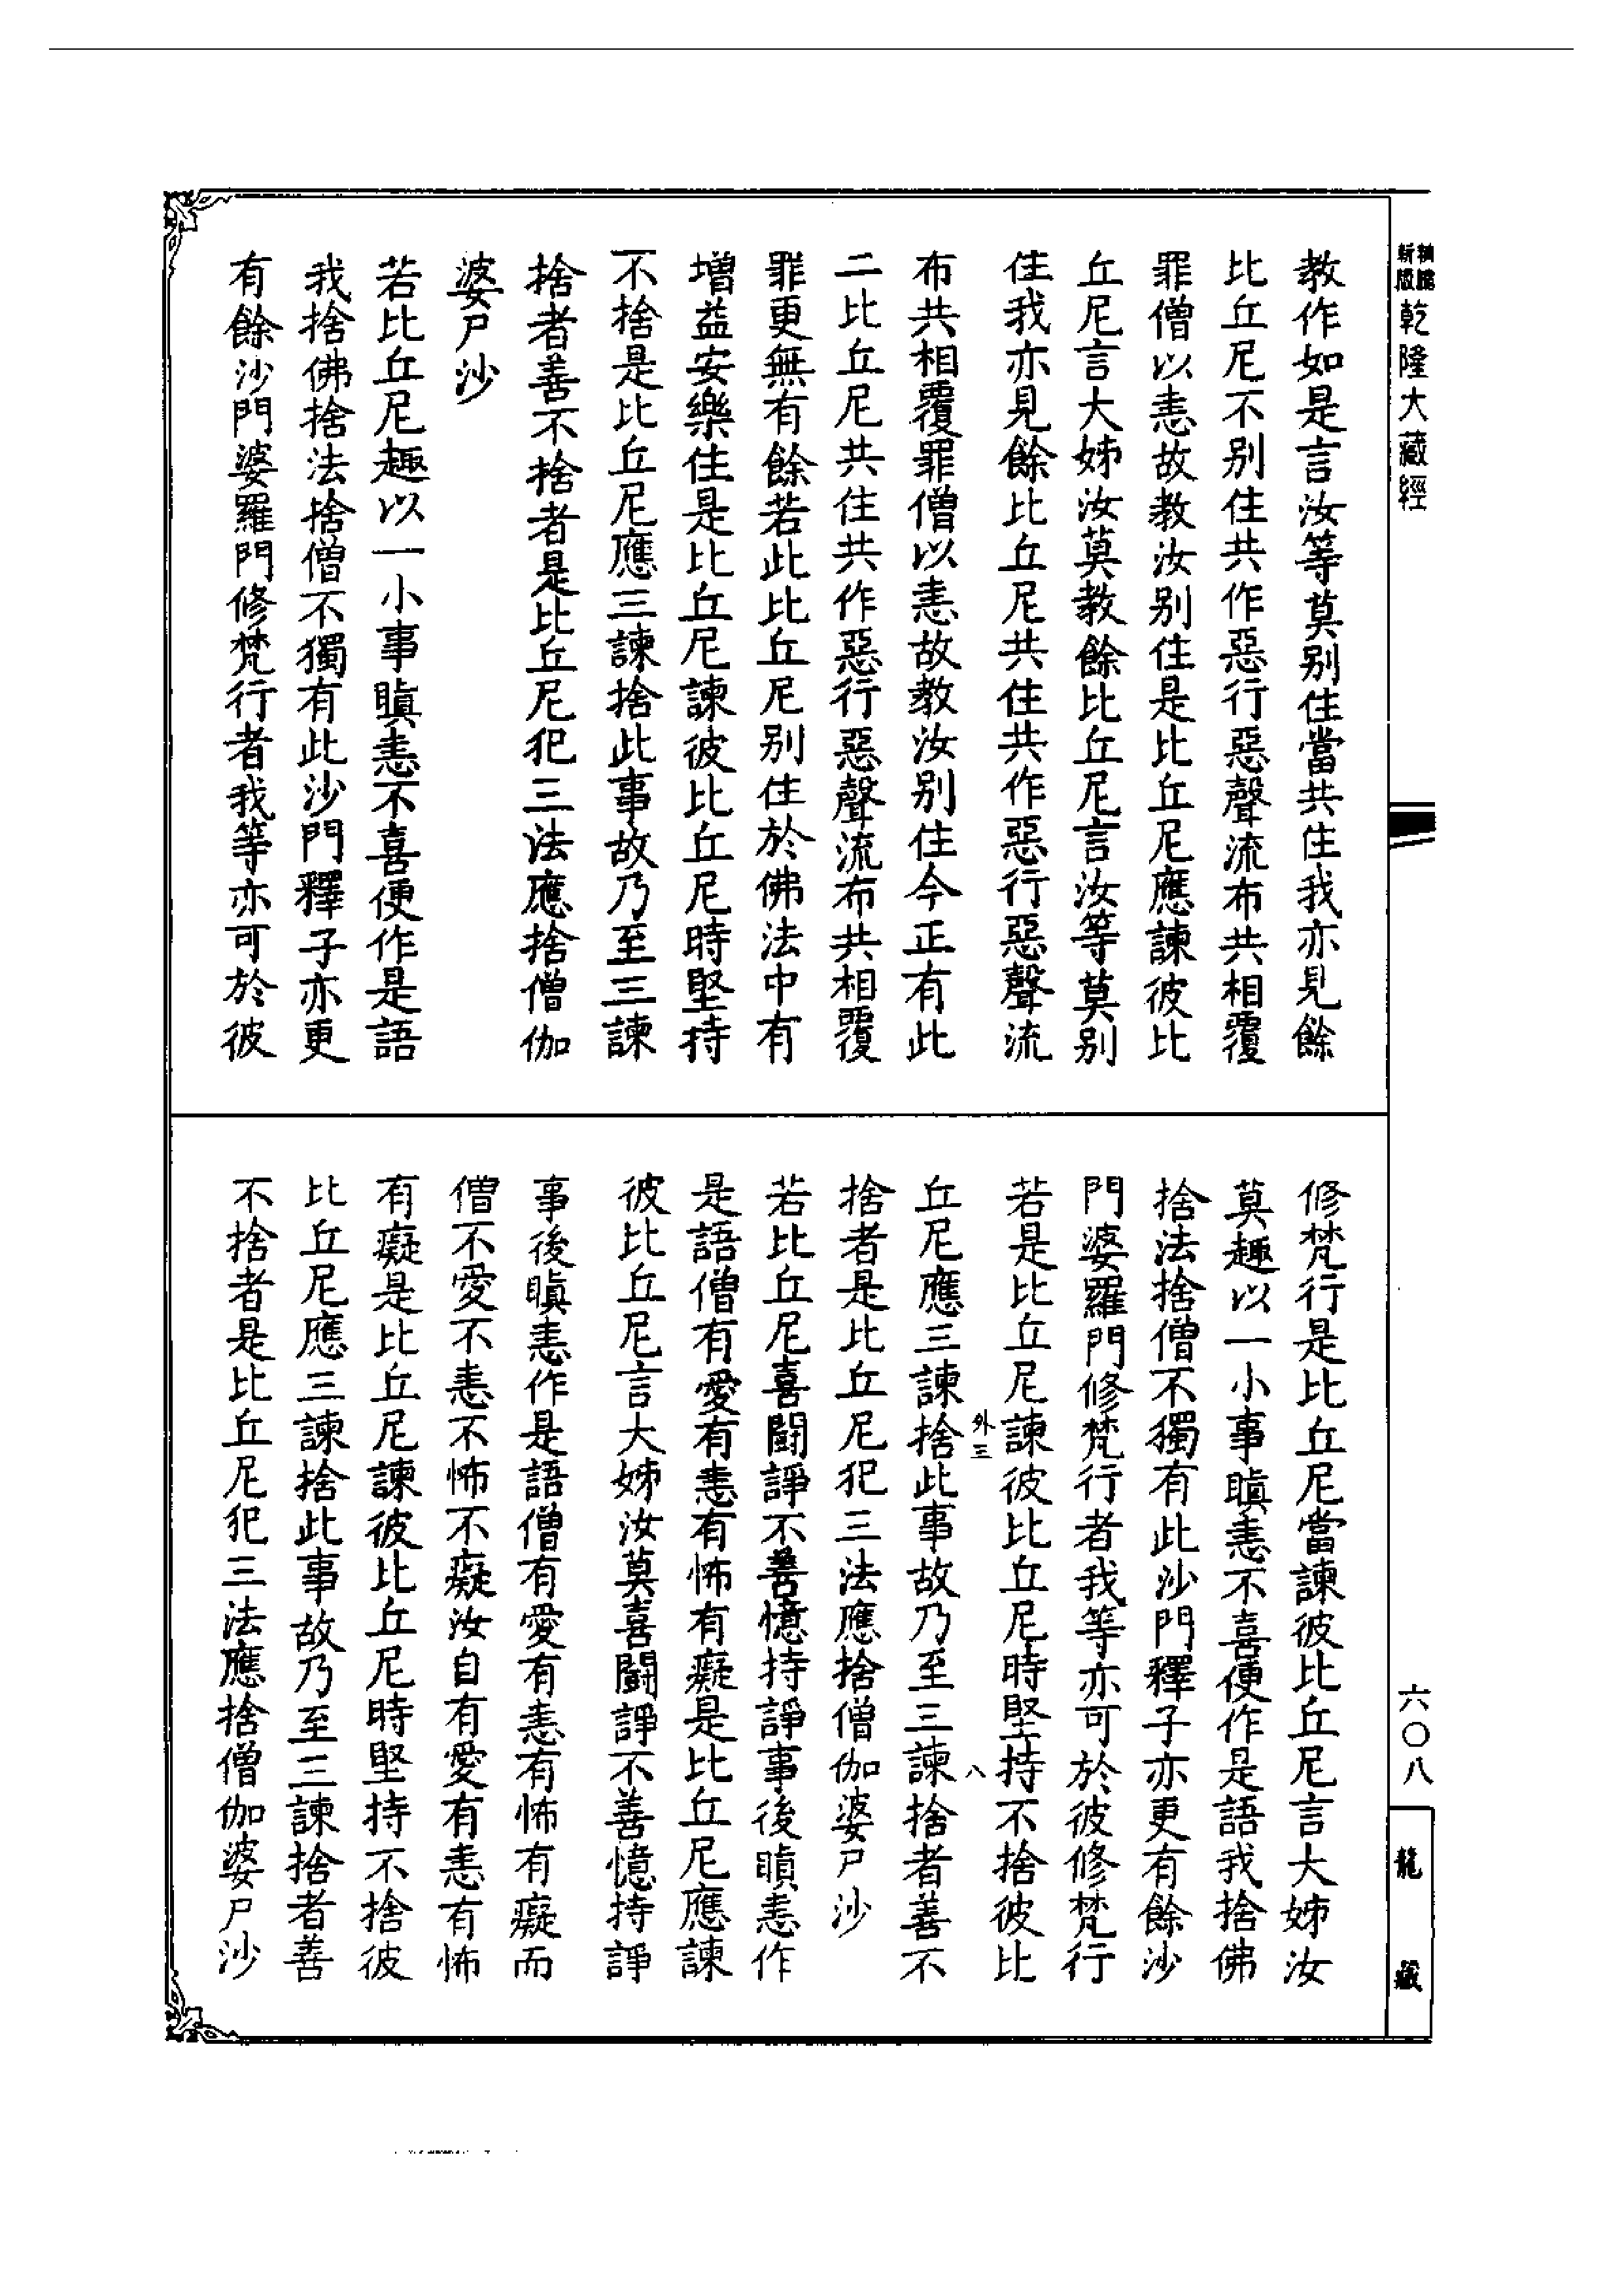 乾隆大藏經
教作如是言汝等莫别住當共住我亦見餘
比丘尼不别住共作惡行惡聲流布共相覆
罪僧以恚故教汝别住是比丘尼應諫彼比
丘尼言大姊汝莫教餘比丘尼言汝等莫别
住我亦見餘比丘尼共住共作惡行惡聲流
布共相覆罪僧以恚故教汝别住今正有此
二比丘尼共住共作惡行惡聲流布共相覆
罪更無有餘若此比丘尼别住於佛法中有
增益安樂住是比丘尼諫彼比丘尼時堅持
不捨是比丘尼應三諫捨此事故乃至三諫
捨者善不捨者是比丘尼犯三法應捨僧伽
婆尸沙
若比丘尼趣以一小事瞋恚不喜便作是語
我捨佛捨法捨僧不獨有此沙門釋子亦更
有餘沙門婆羅門修梵行者我等亦可於彼
修梵行是比丘尼當諫彼比丘尼言大姊汝
莫趣以一小事瞋恚不喜便作是語我捨佛
捨法捨僧不獨有此沙門釋子亦更有餘沙
門婆羅門修梵行者我等亦可於彼修梵行
若是比丘尼諫彼比丘尼時堅持不捨彼比
外三 八
丘尼應三諫捨此事故乃至三諫捨者善不
捨者是比丘尼犯三法應捨僧伽婆尸沙
若比丘尼喜鬪諍不善憶持諍事後瞋恚作
是語僧有愛有恚有怖有癡是比丘尼應諫
彼比丘尼言大姊汝莫喜鬪諍不善憶持諍
事後瞋恚作是語僧有愛有恚有怖有癡而
僧不愛不恚不怖不癡汝自有愛有恚有怖
有癡是比丘尼諫彼比丘尼時堅持不捨彼
比丘尼應三諫捨此事故乃至三諫捨者善
不捨者是比丘尼犯三法應捨僧伽婆尸沙
六〇八
龍藏